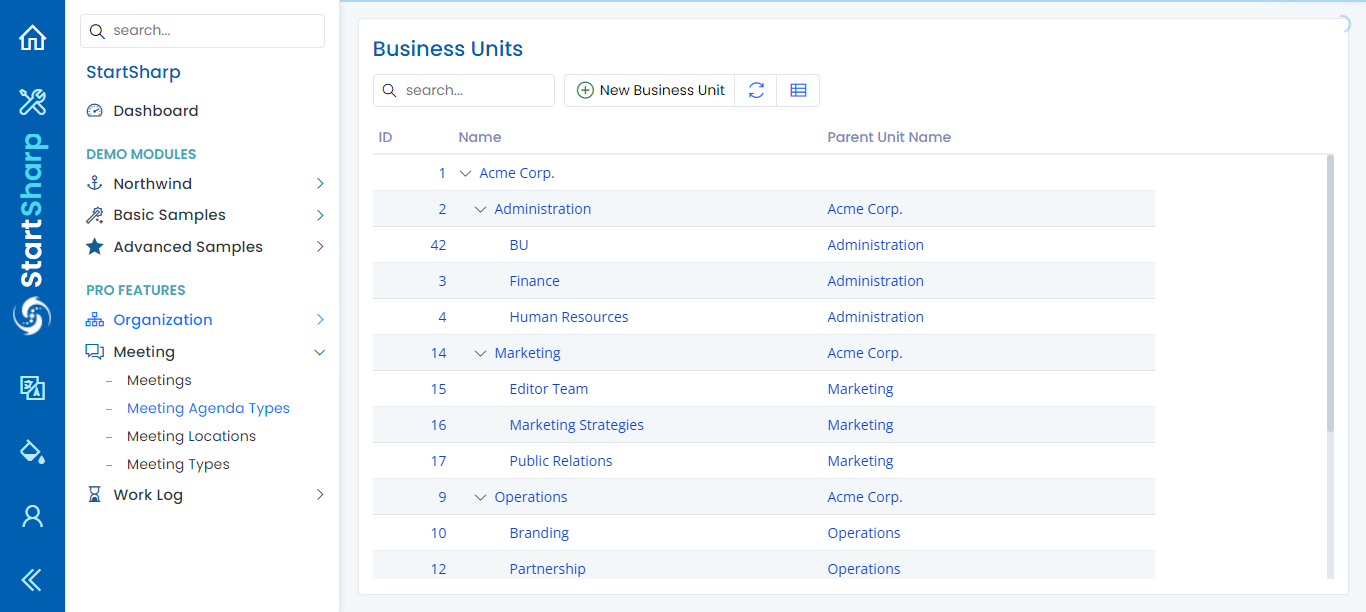 StartSharp
search...
StartSharp
Dashboard
DEMO MODULES
Northwind
Basic Samples
Advanced Samples
PRO FEATURES
Organization
Meeting
– Meetings
– Meeting Agenda Types
– Meeting Locations
– Meeting Types
Work Log
Business Units
search... New Business Unit
ID Name Parent Unit Name
1 Acme Corp.
2 Administration Acme Corp.
42 BU Administration
3 Finance Administration
4 Human Resources Administration
14 Marketing Acme Corp.
15 Editor Team Marketing
16 Marketing Strategies Marketing
17 Public Relations Marketing
9 Operations Acme Corp.
10 Branding Operations
12 Partnership Operations